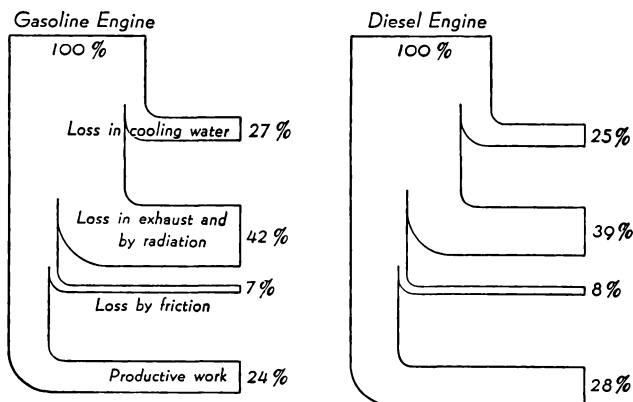 Gasoline Engine
100%
Loss in cooling water 27%
Loss in exhaust and
by radiation 42%
7%
Loss by friction
Productive work 24%
Diesel Engine
100%
25%
39%
8%
28%